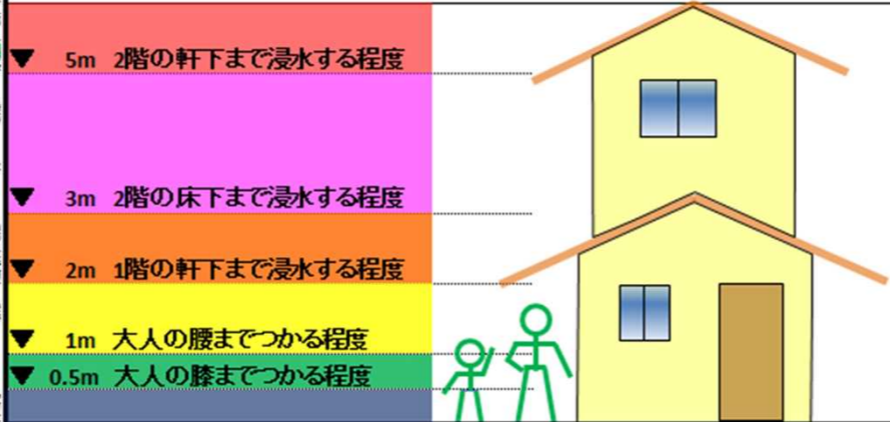 ▼ 5m 2階の軒下まで浸水する程度
▼ 3m 2階の床下まで浸水する程度
▼ 2m 1階の軒下まで浸水する程度
▼ 1m 大人の腰までつかる程度
▼ 0.5m 大人の膝までつかる程度